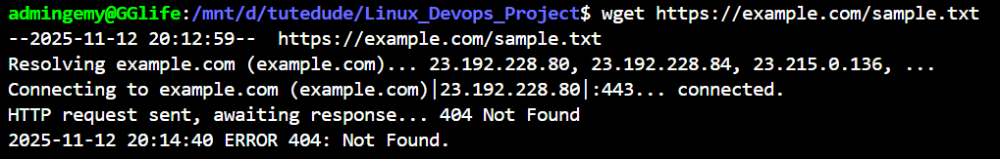 admingemy@GGlife:/mnt/d/tutedude/Linux_Devops_Project$ wget https://example.com/sample.txt
--2025-11-12 20:12:59--  https://example.com/sample.txt
Resolving example.com (example.com)... 23.192.228.80, 23.192.228.84, 23.215.0.136, ...
Connecting to example.com (example.com)|23.192.228.80|:443... connected.
HTTP request sent, awaiting response... 404 Not Found
2025-11-12 20:14:40 ERROR 404: Not Found.